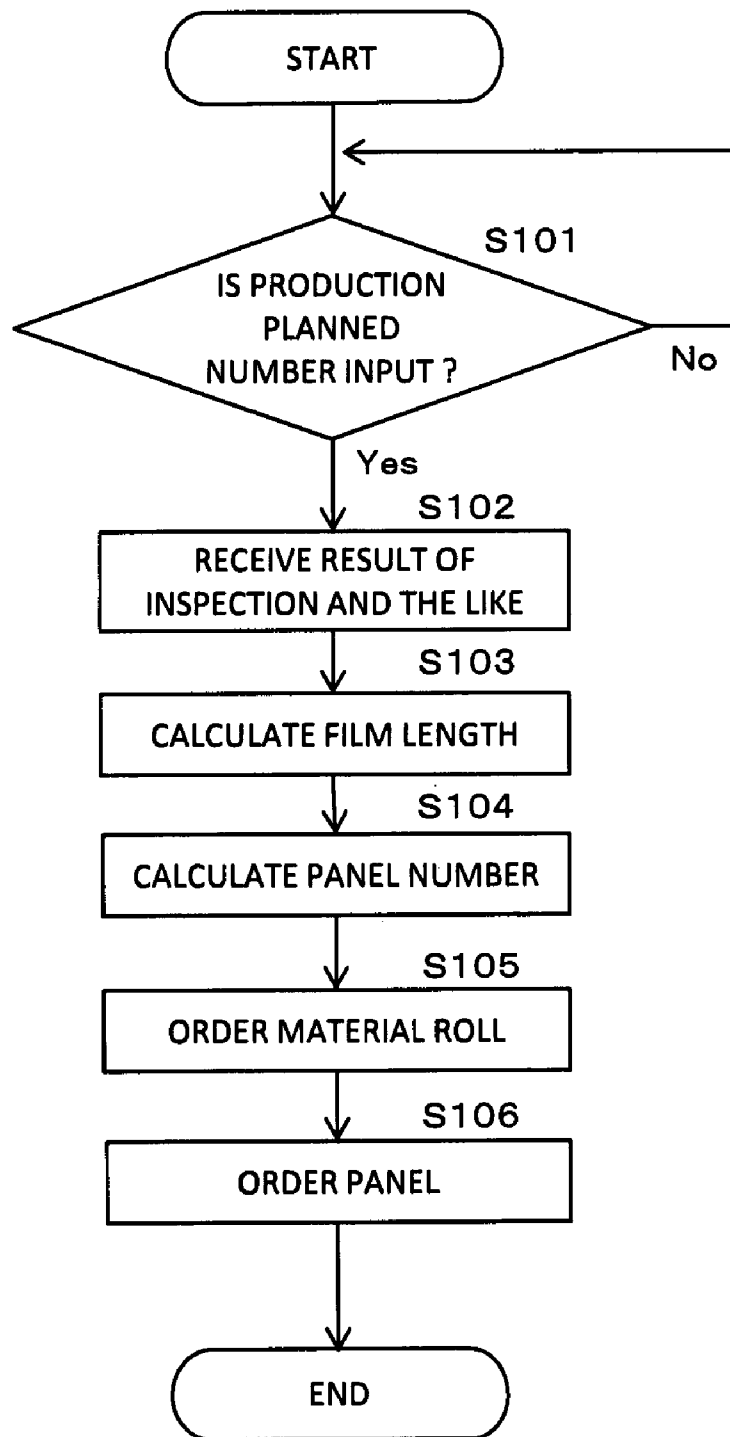 START
S101
IS PRODUCTION
PLANNED
NUMBER INPUT ?
No
Yes
S102
RECEIVE RESULT OF
INSPECTION AND THE LIKE
S103
CALCULATE FILM LENGTH
S104
CALCULATE PANEL NUMBER
S105
ORDER MATERIAL ROLL
S106
ORDER PANEL
END